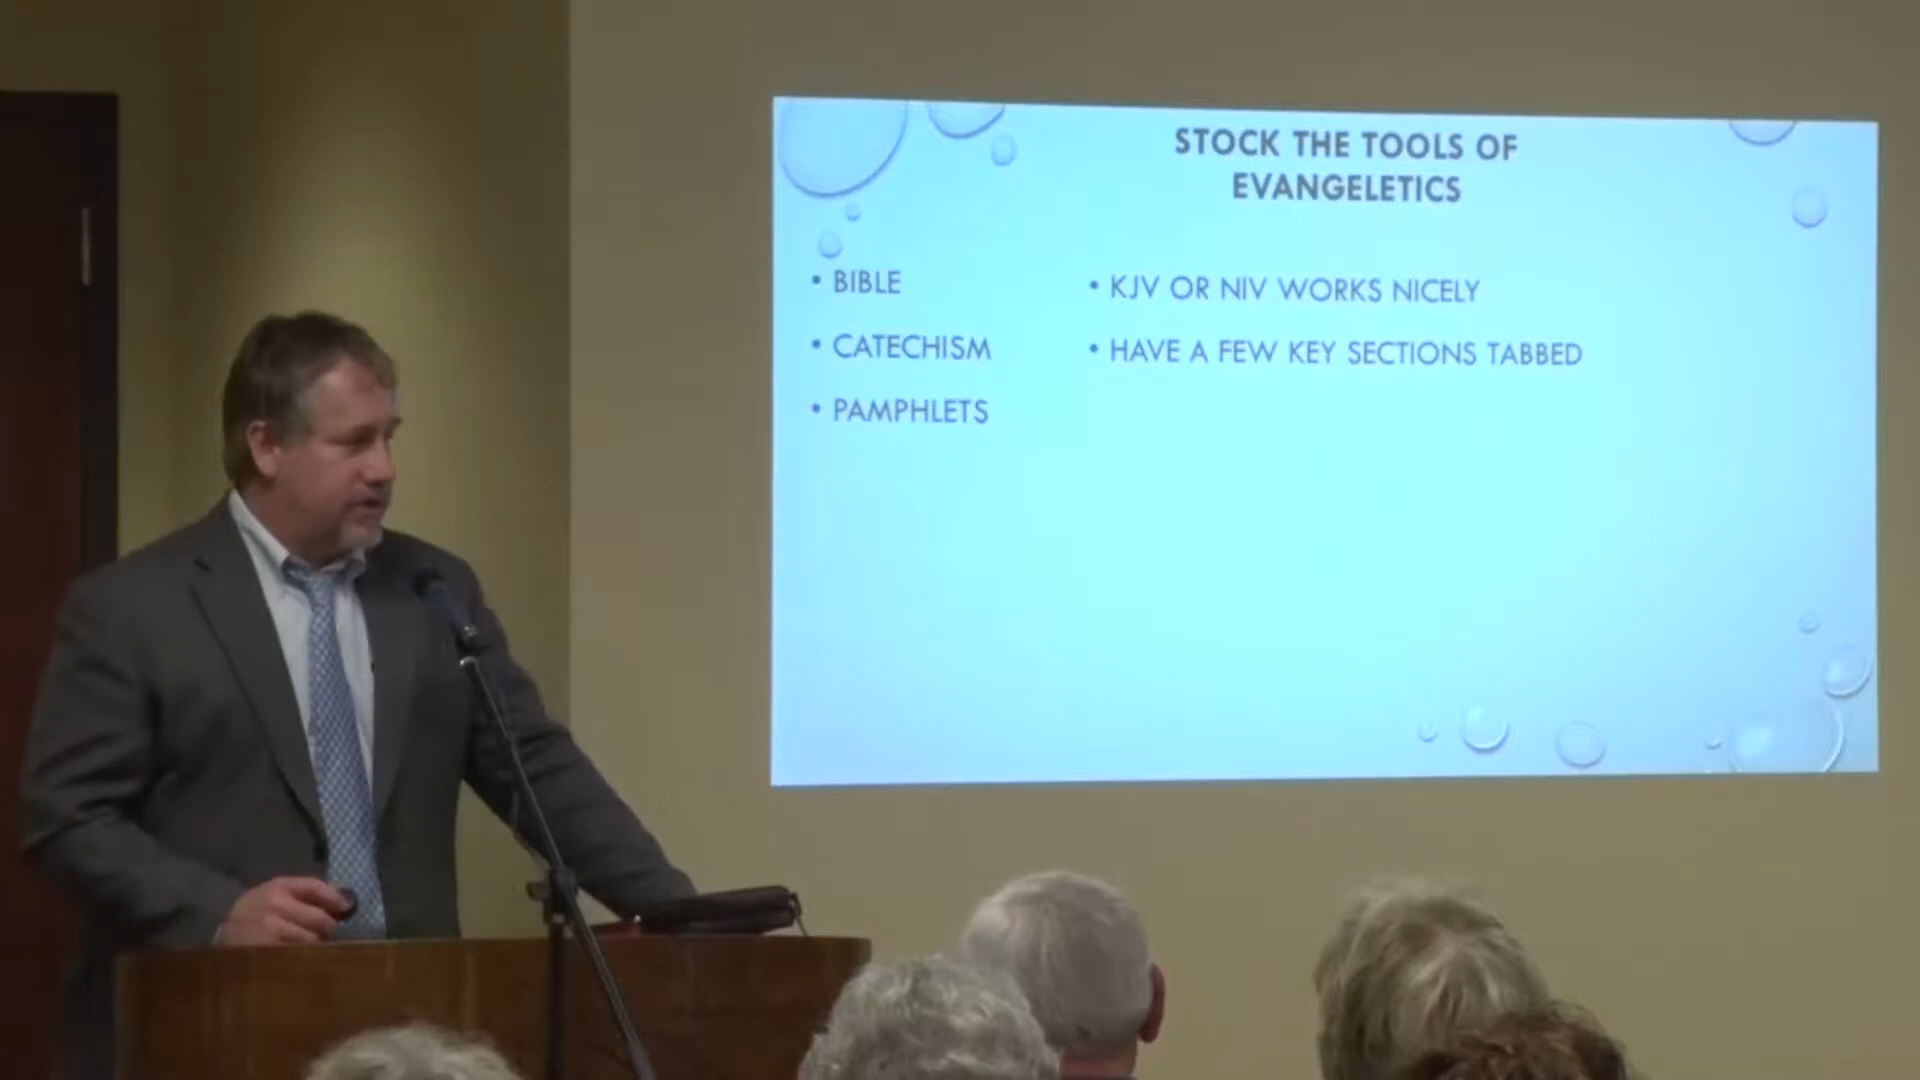 STOCK THE TOOLS OF
EVANGELETICS
• BIBLE
• CATECHISM
• PAMPHLETS
• KJV OR NIV WORKS NICELY
• HAVE A FEW KEY SECTIONS TABBED